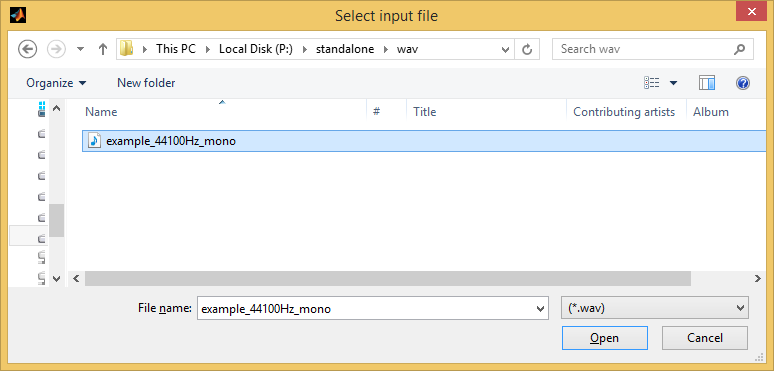 Select input file
This PC Local Disk (P:) standalone wav Search wav
Organize New folder
Name # Title Contributing artists Album
example_44100Hz_mono
File name: example_44100Hz_mono (*.wav)
Open Cancel